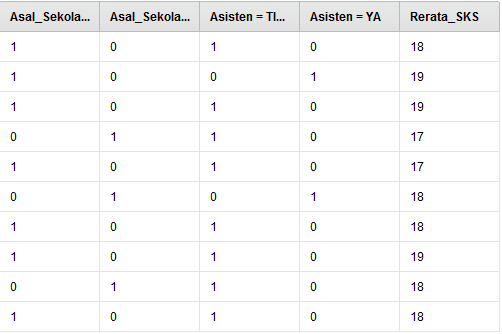 Asal_Sekola... Asal_Sekola... Asisten = TI... Asisten = YA Rerata_SKS
1 0 1 0 18
1 0 0 1 19
1 0 1 0 19
0 1 1 0 17
1 0 1 0 17
0 1 0 1 18
1 0 1 0 18
1 0 1 0 19
0 1 1 0 18
1 0 1 0 18